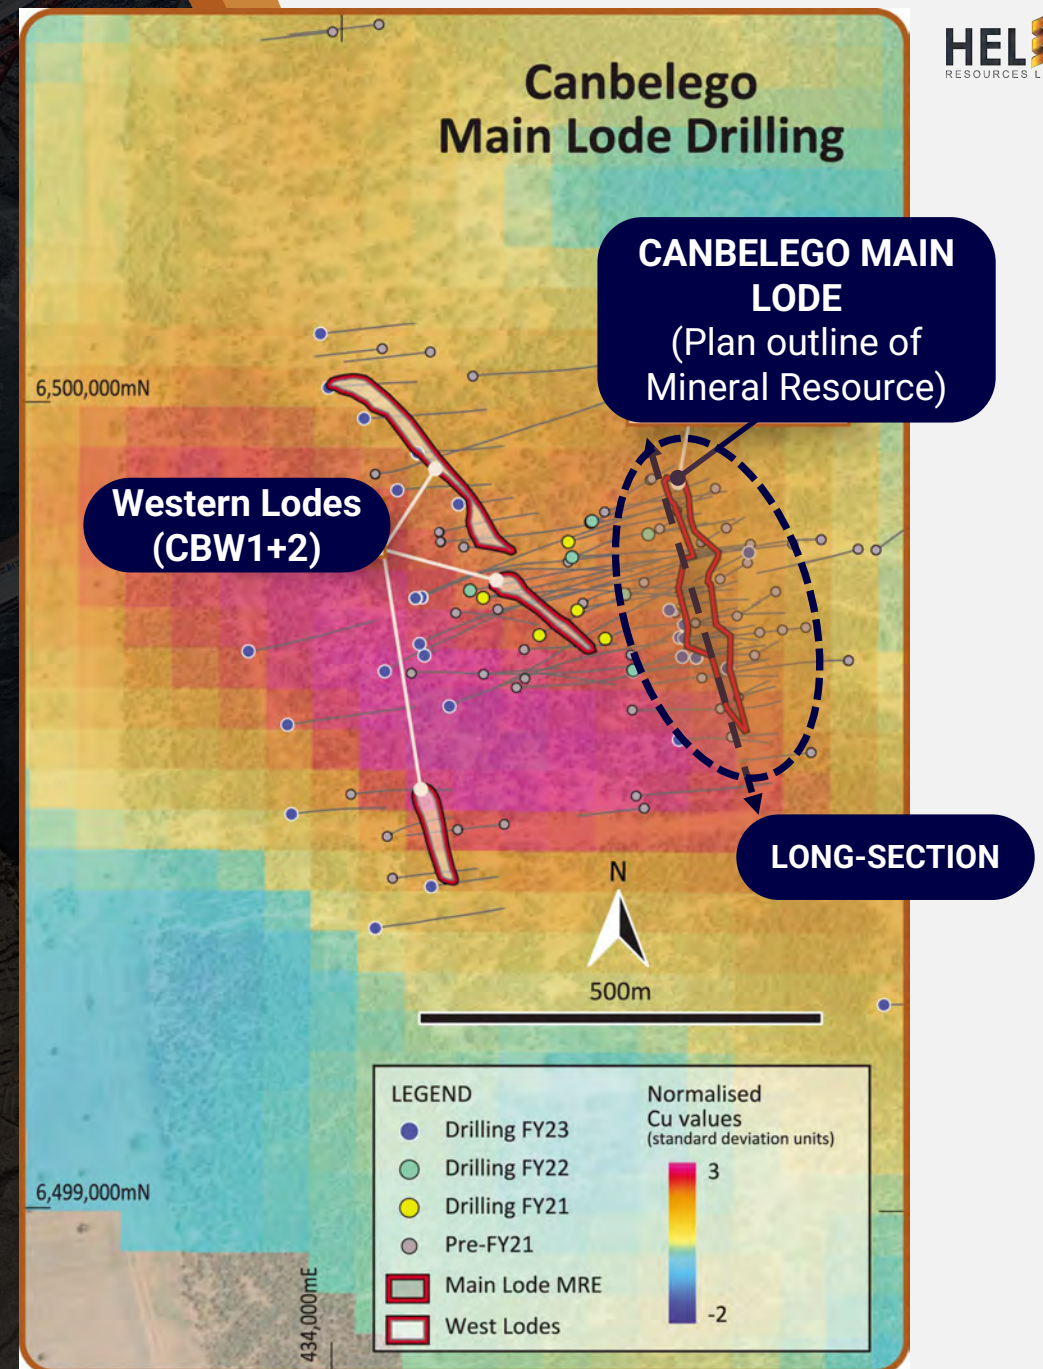 Canbelego
Main Lode Drilling
HEL
RESOURCES
CANBELEGO MAIN
LODE
(Plan outline of
Mineral Resource)
6,500,000mN
Western Lodes
(CBW1+2)
LONG-SECTION
N
500m
LEGEND
Drilling FY23
Drilling FY22
Drilling FY21
Pre-FY21
Main Lode MRE
West Lodes
Normalised
Cu values
(standard deviation units)
3
-2
6,499,000mN
434,000mE